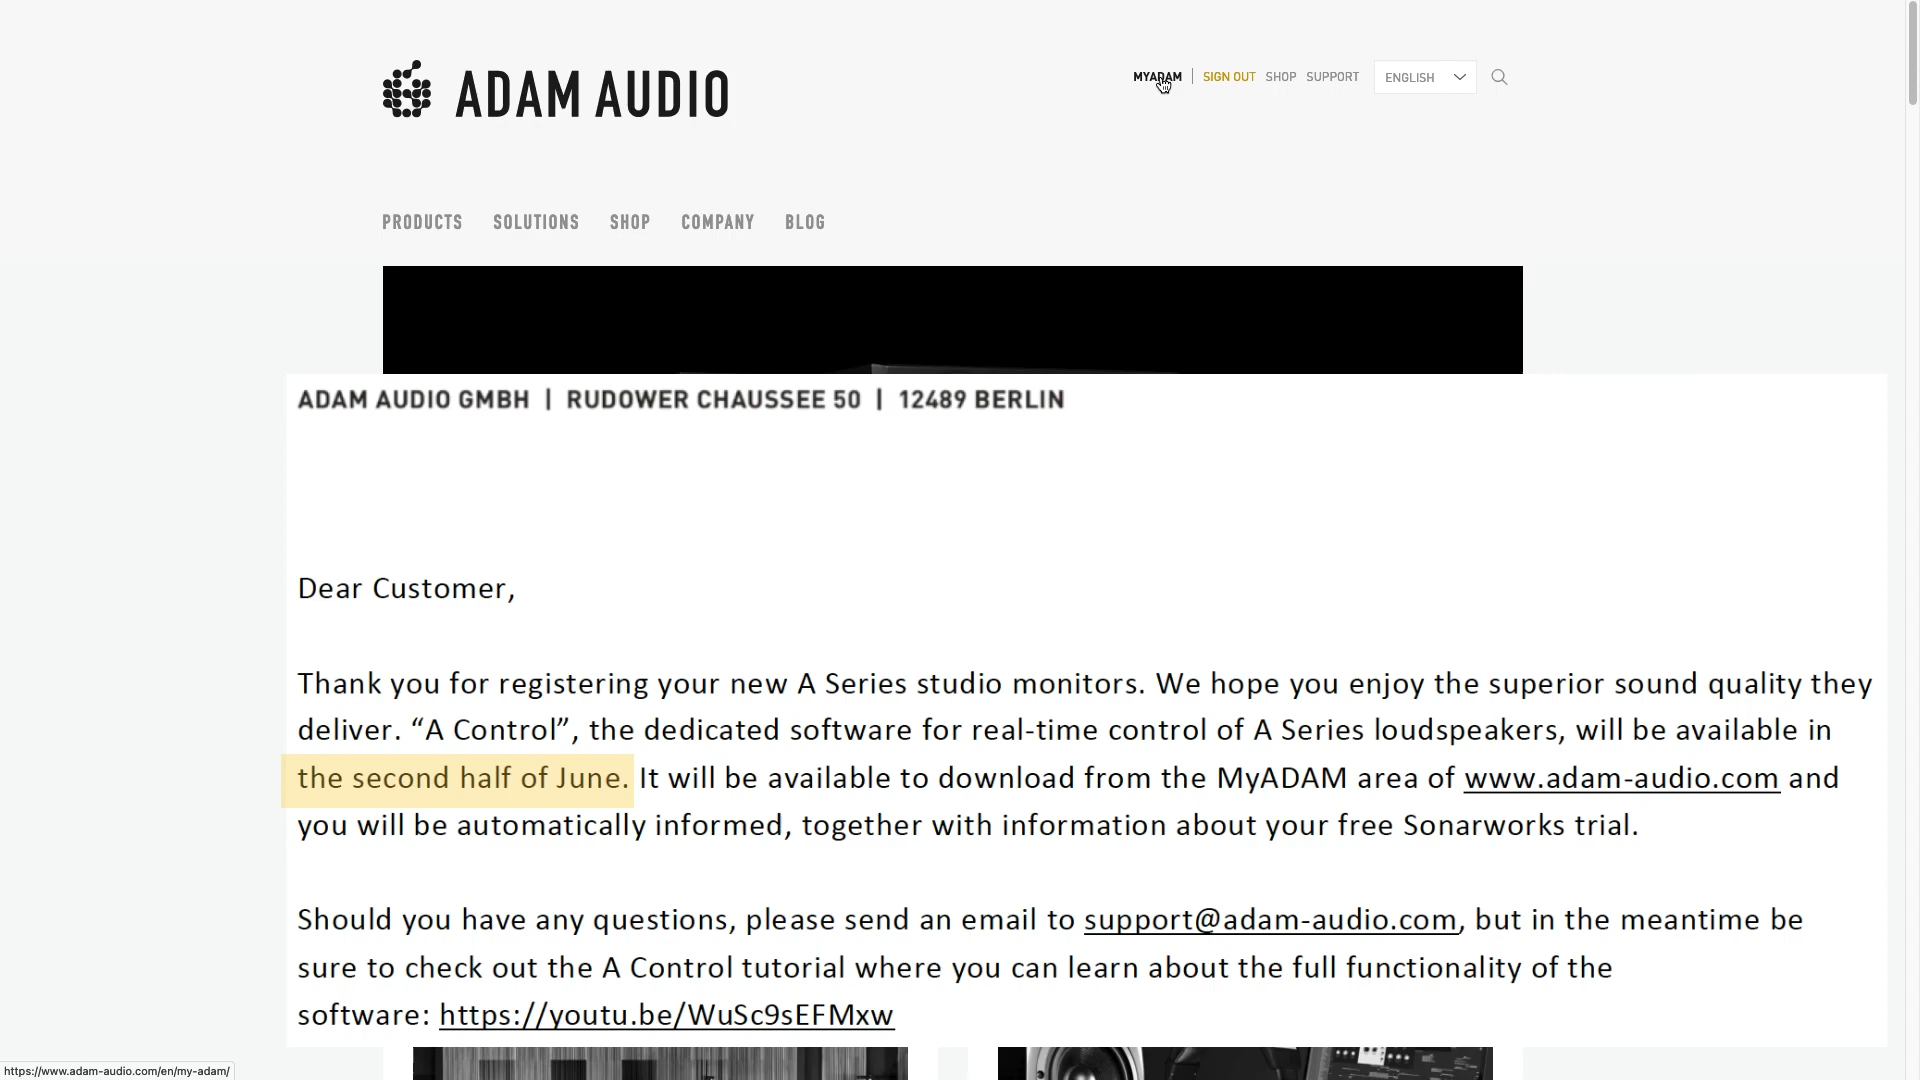 ADAM AUDIO
MYADAM | SIGN OUT SHOP SUPPORT ENGLISH
PRODUCTS SOLUTIONS SHOP COMPANY BLOG
ADAM AUDIO GMBH | RUDOWER CHAUSSEE 50 | 12489 BERLIN
Dear Customer,
Thank you for registering your new A Series studio monitors. We hope you enjoy the superior sound quality they
deliver. “A Control”, the dedicated software for real-time control of A Series loudspeakers, will be available in
the second half of June. It will be available to download from the MyADAM area of www.adam-audio.com and
you will be automatically informed, together with information about your free Sonarworks trial.
Should you have any questions, please send an email to support@adam-audio.com, but in the meantime be
sure to check out the A Control tutorial where you can learn about the full functionality of the
software: https://youtu.be/WuSc9sEFMxw
https://www.adam-audio.com/en/my-adam/